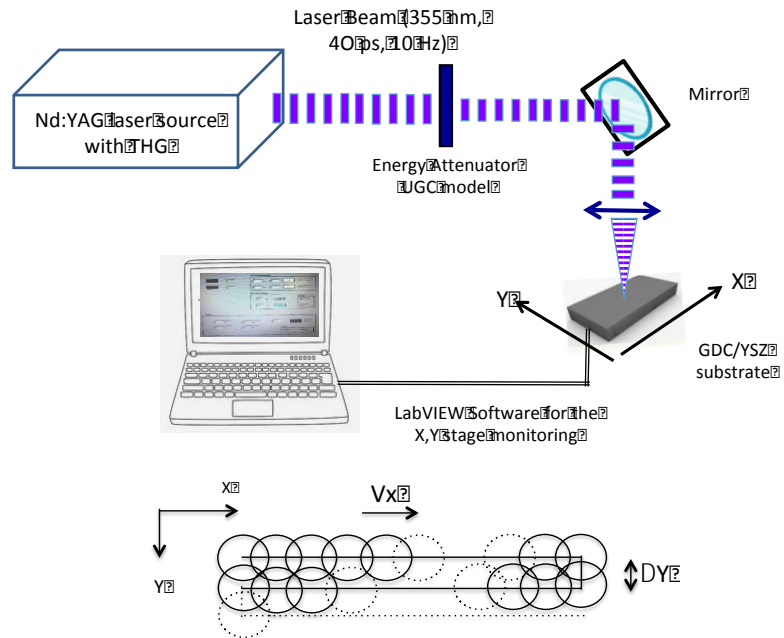 Laser Beam (355 nm,
40 ps, 10 Hz)
Nd:YAG laser source
with THG
Mirror
Energy Attenuator
UGC model
Y
X
GDC/YSZ
substrate
LabVIEW Software for the
X,Y stage monitoring
X
Vx
Y
DY